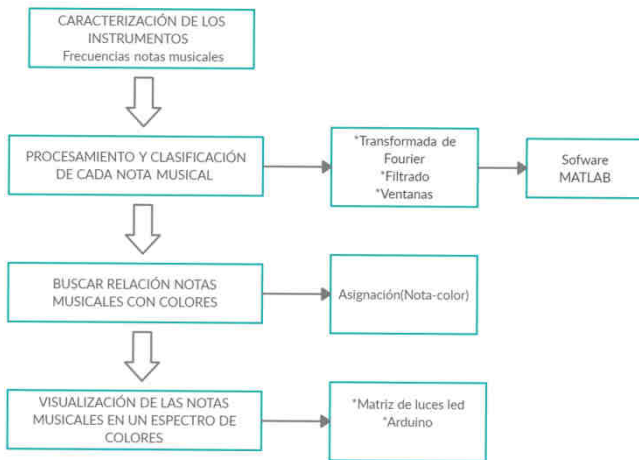 CARACTERIZACIÓN DE LOS
INSTRUMENTOS
Frecuencias notas musicales
PROCESAMIENTO Y CLASIFICACIÓN
DE CADA NOTA MUSICAL
*Transformada de
Fourier
*Filtrado
*Ventanas
Sofware
MATLAB
BUSCAR RELACIÓN NOTAS
MUSICALES CON COLORES
Asignación(Nota-color)
VISUALIZACIÓN DE LAS NOTAS
MUSICALES EN UN ESPECTRO DE
COLORES
*Matriz de luces led
*Arduino